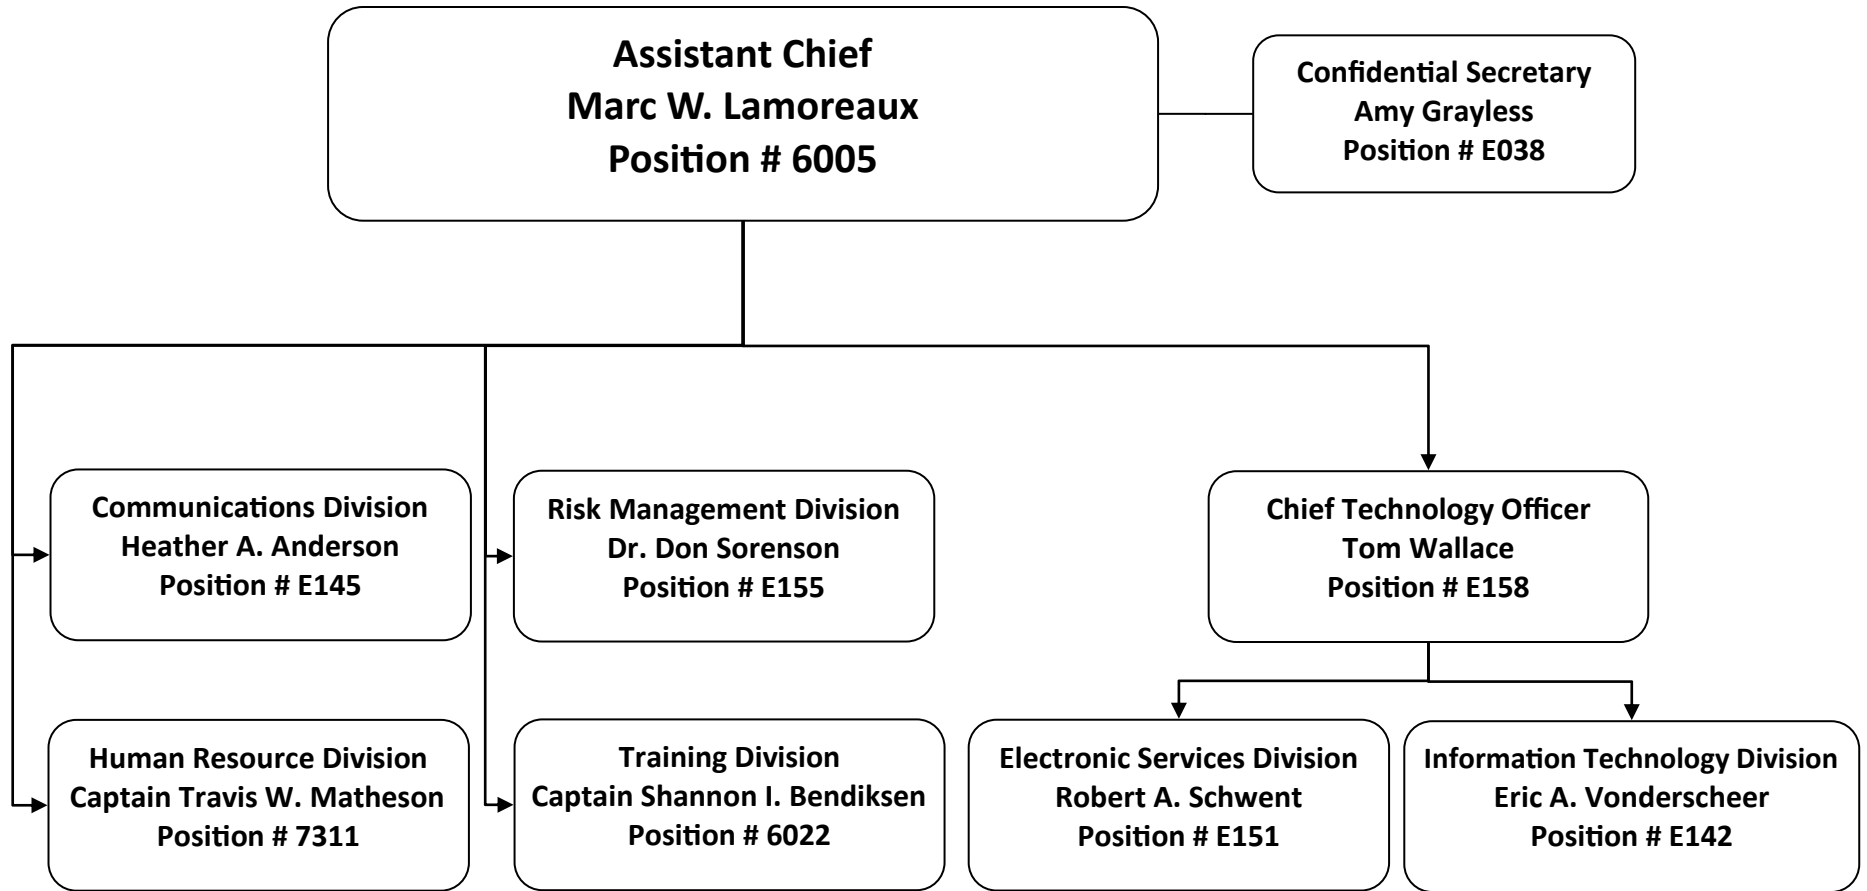 Assistant Chief
Marc W. Lamoreaux
Position # 6005
Confidential Secretary
Amy Grayless
Position # E038
Communications Division
Heather A. Anderson
Position # E145
Risk Management Division
Dr. Don Sorenson
Position # E155
Chief Technology Officer
Tom Wallace
Position # E158
Human Resource Division
Captain Travis W. Matheson
Position # 7311
Training Division
Captain Shannon I. Bendiksen
Position # 6022
Electronic Services Division
Robert A. Schwent
Position # E151
Information Technology Division
Eric A. Vonderscheer
Position # E142